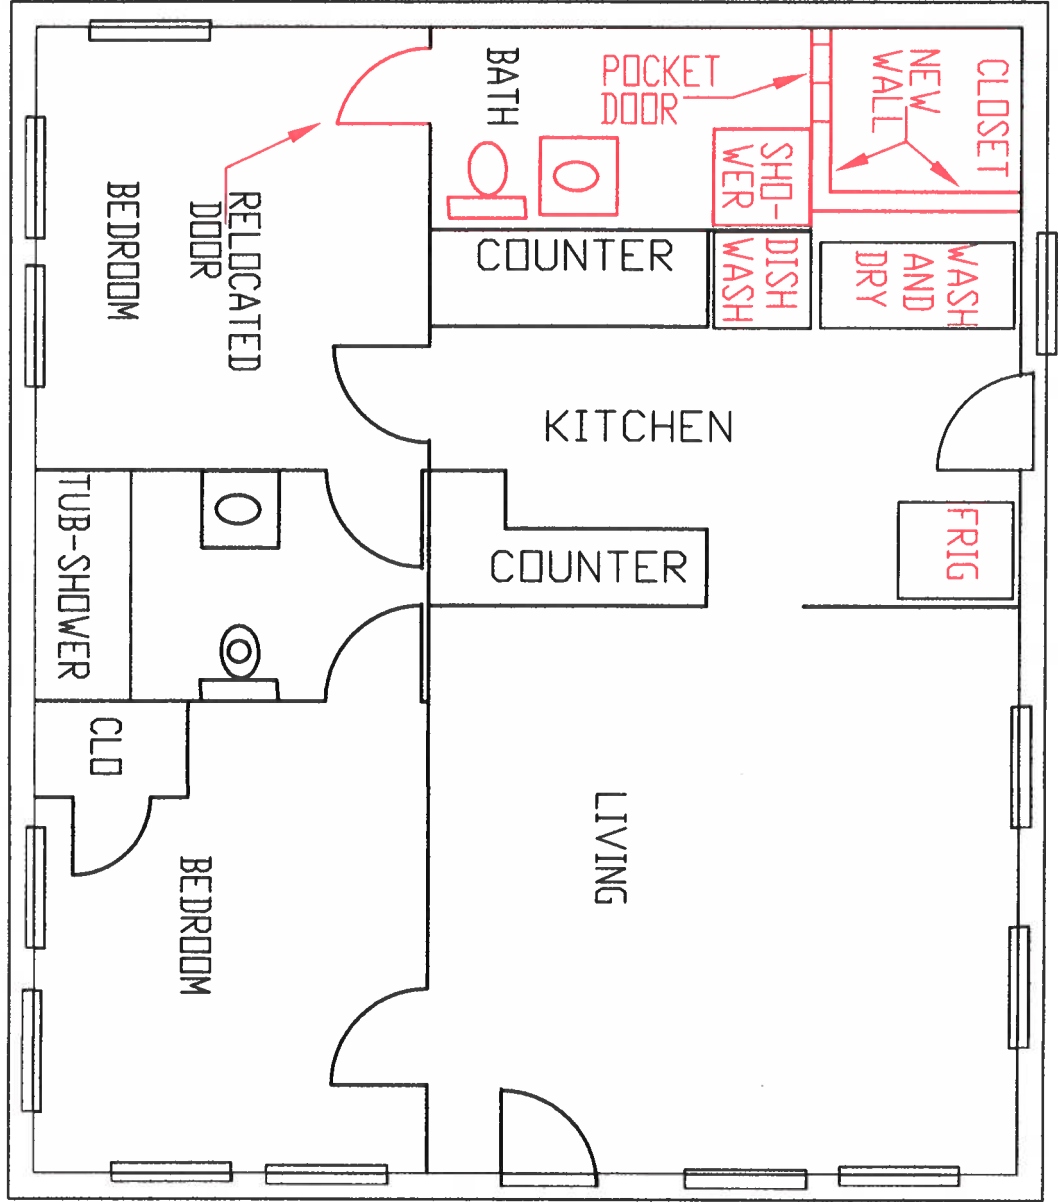 BATH
POCKET
DOOR
NEW
WALL
CLOSET
SHO-
WER
BEDROOM
RELOCATED
DOOR
COUNTER
DISH
WASH
WASH
AND
DRY
KITCHEN
TUB-SHOWER
COUNTER
FRIG
CLO
LIVING
BEDROOM